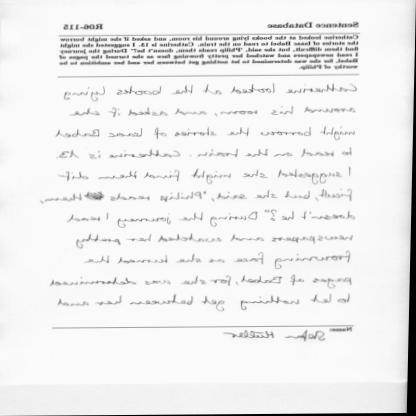 Sentence Database R06-115
Catherine looked at the books lying around his room, and asked if she might borrow
the stories of Isaac Babel to read on the train. Catherine is 13. I suggested she might
find them difficult, but she said, "Philip reads them, doesn't he?" During the journey
I read newspapers and watched her pretty frowning face as she turned the pages of
Babel, for she was determined to let nothing get between her and her ambition to be
worthy of Philip.
Catherine looked at the books lying
around his room, and asked if she
might borrow the stories of Isaac Babel
to read on the train. Catherine is 13.
I suggested she might find them dif-
ficult, but she said, "Philip reads them,
doesn't he?" During the journey I read
newspapers and watched her pretty
frowning face as she turned the
pages of Babel, for she was determined
to let nothing get between her and
Name:
Stefan Hüeller